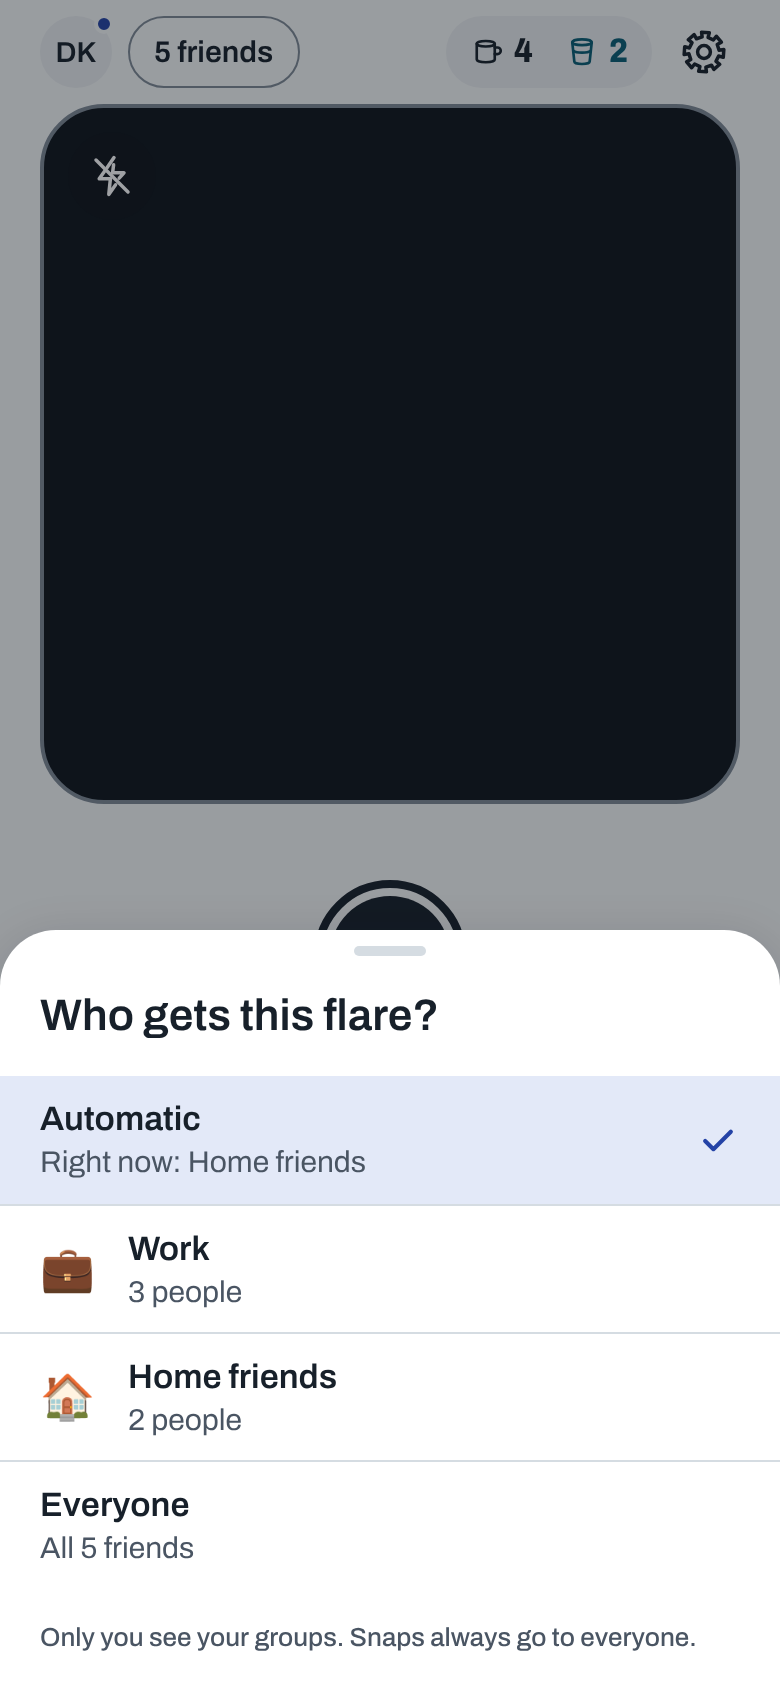 DK
5 friends
4
2
Who gets this flare?
Automatic
Right now: Home friends
Work
3 people
Home friends
2 people
Everyone
All 5 friends
Only you see your groups. Snaps always go to everyone.